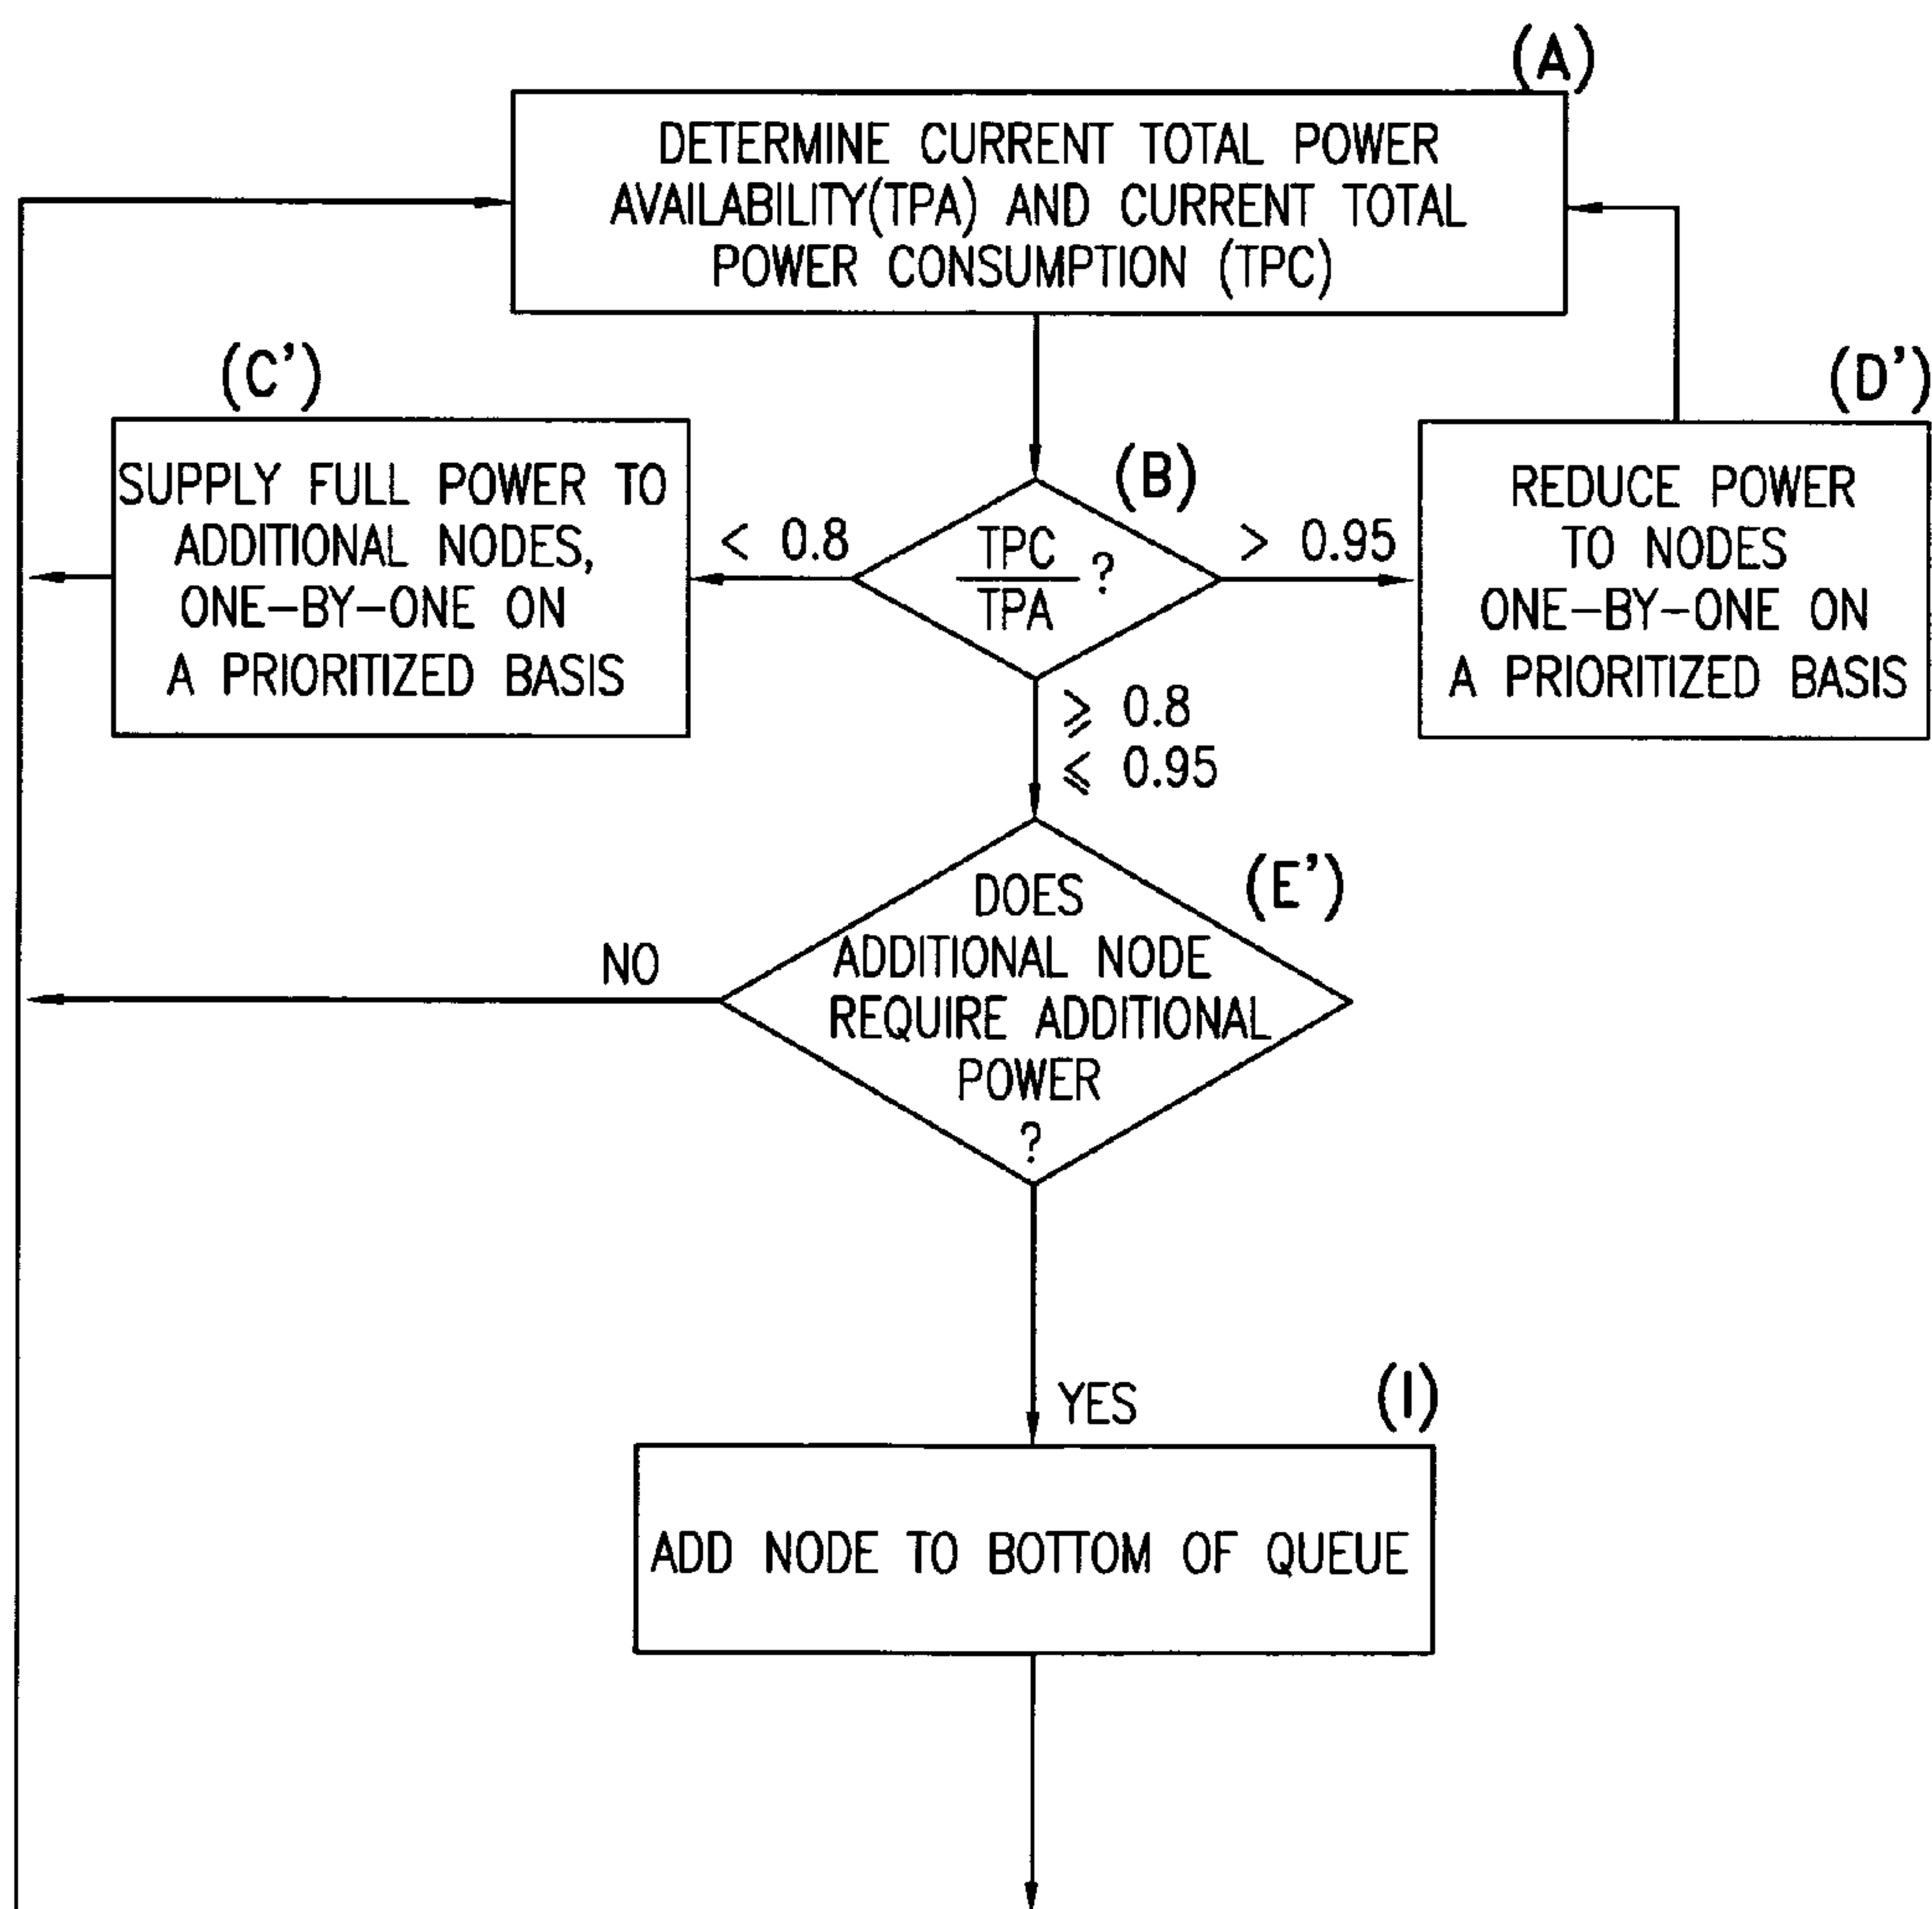 (A)
DETERMINE CURRENT TOTAL POWER
AVAILABILITY(TPA) AND CURRENT TOTAL
POWER CONSUMPTION (TPC)
(C')
SUPPLY FULL POWER TO
ADDITIONAL NODES,
ONE-BY-ONE ON
A PRIORITIZED BASIS
< 0.8
(B)
TPC
TPA
?
> 0.95
(D')
REDUCE POWER
TO NODES
ONE-BY-ONE ON
A PRIORITIZED BASIS
⩾ 0.8
⩽ 0.95
(E')
DOES
ADDITIONAL NODE
REQUIRE ADDITIONAL
POWER
?
NO
YES
(I)
ADD NODE TO BOTTOM OF QUEUE